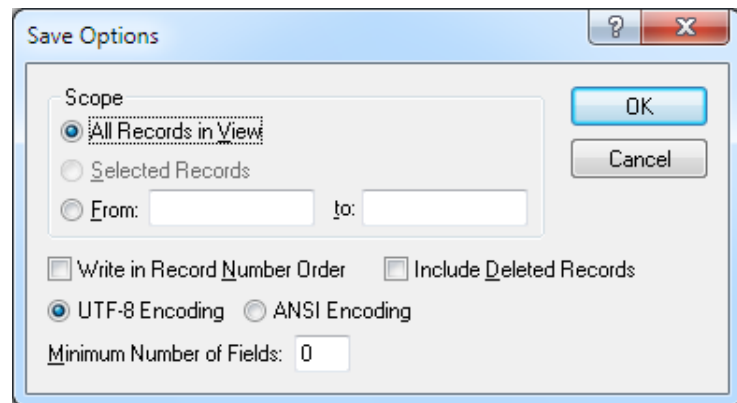 Save Options
Scope
All Records in View
OK
Selected Records
Cancel
From: to:
Write in Record Number Order Include Deleted Records
UTF-8 Encoding ANSI Encoding
Minimum Number of Fields: 0